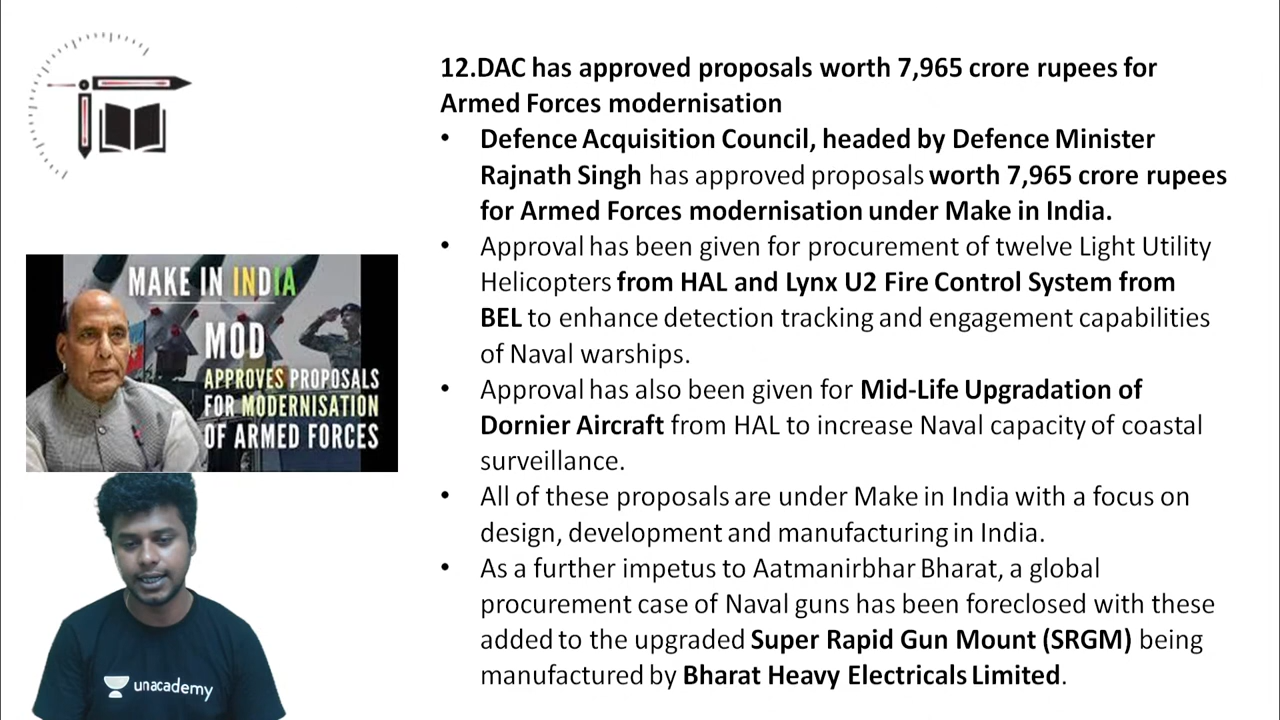 12.DAC has approved proposals worth 7,965 crore rupees for
Armed Forces modernisation
• Defence Acquisition Council, headed by Defence Minister
Rajnath Singh has approved proposals worth 7,965 crore rupees
for Armed Forces modernisation under Make in India.
• Approval has been given for procurement of twelve Light Utility
Helicopters from HAL and Lynx U2 Fire Control System from
BEL to enhance detection tracking and engagement capabilities
of Naval warships.
• Approval has also been given for Mid-Life Upgradation of
Dornier Aircraft from HAL to increase Naval capacity of coastal
surveillance.
• All of these proposals are under Make in India with a focus on
design, development and manufacturing in India.
• As a further impetus to Aatmanirbhar Bharat, a global
procurement case of Naval guns has been foreclosed with these
added to the upgraded Super Rapid Gun Mount (SRGM) being
manufactured by Bharat Heavy Electricals Limited.
MAKE IN INDIA
MOD
APPROVES PROPOSALS
FOR MODERNISATION
OF ARMED FORCES
unacademy